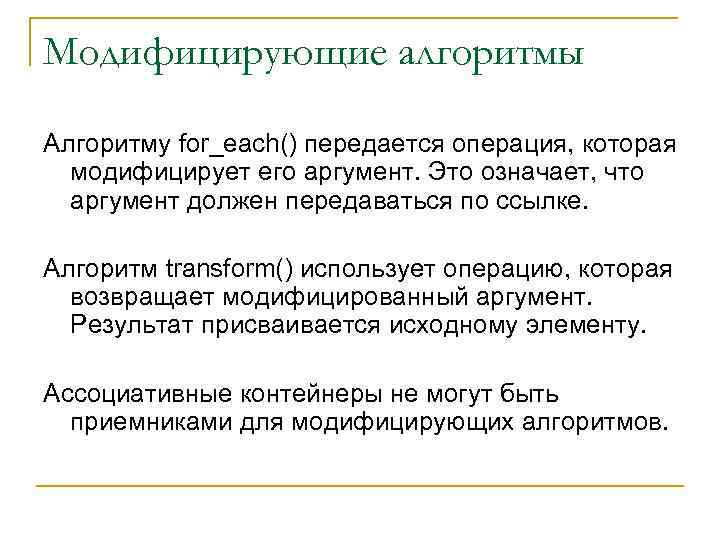 Модифицирующие алгоритмы
Алгоритму for_each() передается операция, которая
модифицирует его аргумент. Это означает, что
аргумент должен передаваться по ссылке.
Алгоритм transform() использует операцию, которая
возвращает модифицированный аргумент.
Результат присваивается исходному элементу.
Ассоциативные контейнеры не могут быть
приемниками для модифицирующих алгоритмов.